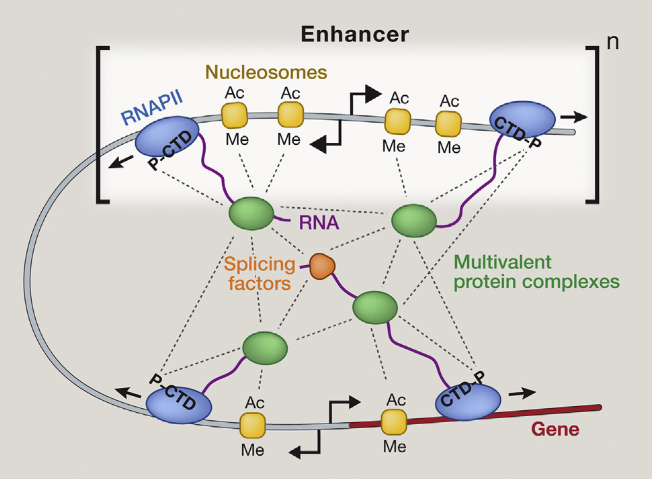 Enhancer
n
Nucleosomes
RNAPII
Ac
Ac
Ac
Ac
P-CTD
CTD-P
Me
Me
Me
Me
RNA
Splicing
factors
Multivalent
protein complexes
P-CTD
CTD-P
Ac
Ac
Me
Me
Gene